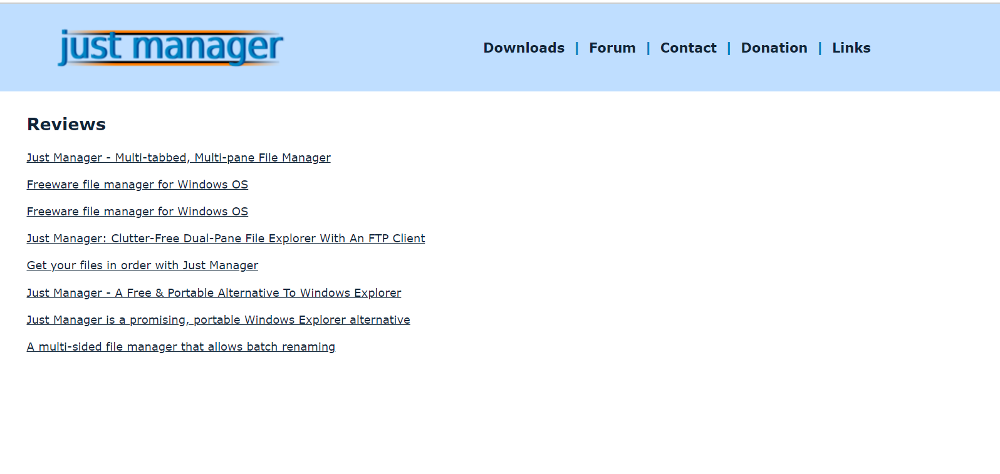 just manager
Downloads | Forum | Contact | Donation | Links
Reviews
Just Manager - Multi-tabbed, Multi-pane File Manager
Freeware file manager for Windows OS
Freeware file manager for Windows OS
Just Manager: Clutter-Free Dual-Pane File Explorer With An FTP Client
Get your files in order with Just Manager
Just Manager - A Free & Portable Alternative To Windows Explorer
Just Manager is a promising, portable Windows Explorer alternative
A multi-sided file manager that allows batch renaming